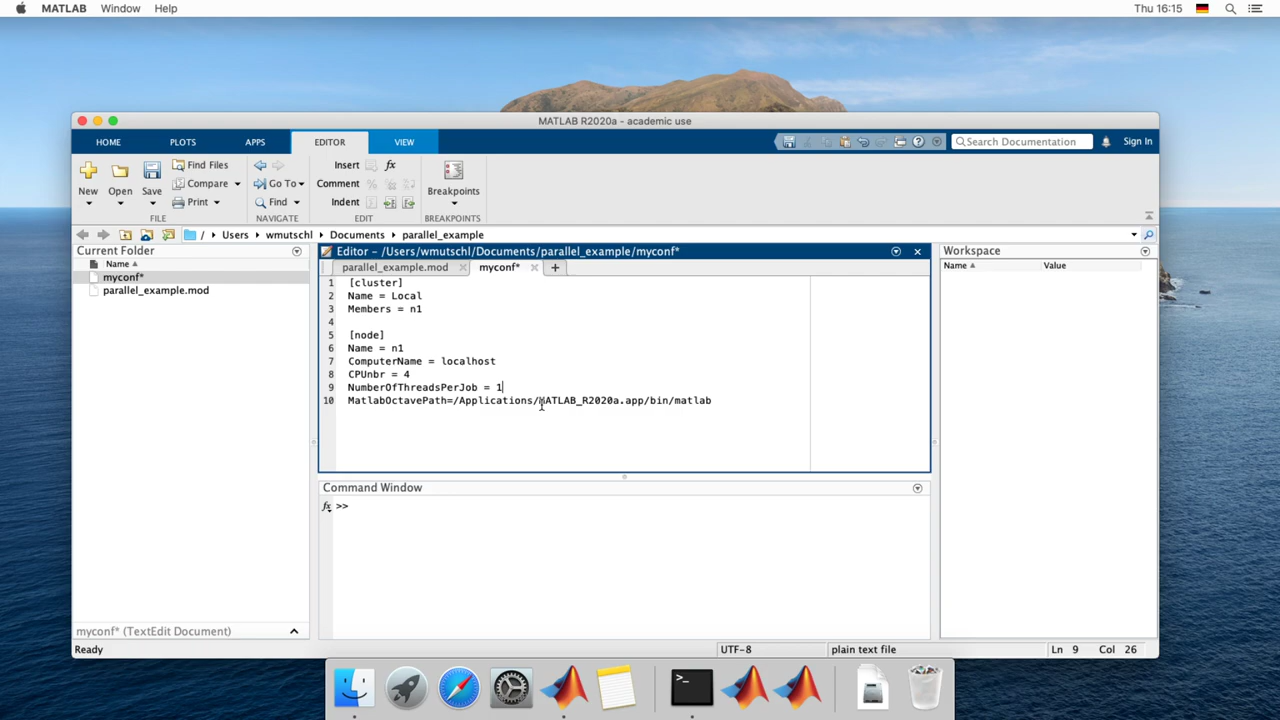 MATLAB Window Help Thu 16:15
MATLAB R2020a - academic use
HOME PLOTS APPS EDITOR VIEW Search Documentation Sign In
New Open Save Find Files Compare Print Go To Find Insert fx Comment % Indent Breakpoints
FILE NAVIGATE EDIT BREAKPOINTS
/ Users wmutschl Documents parallel_example
Current Folder
Name
myconf*
parallel_example.mod
myconf* (TextEdit Document)
Editor - /Users/wmutschl/Documents/parallel_example/myconf*
parallel_example.mod myconf* +
1 [cluster]
2 Name = Local
3 Members = n1
4
5 [node]
6 Name = n1
7 ComputerName = localhost
8 CPUnbr = 4
9 NumberOfThreadsPerJob = 1
10 MatlabOctavePath=/Applications/MATLAB_R2020a.app/bin/matlab
Command Window
fx >>
Workspace
Name Value
Ready UTF-8 plain text file Ln 9 Col 26